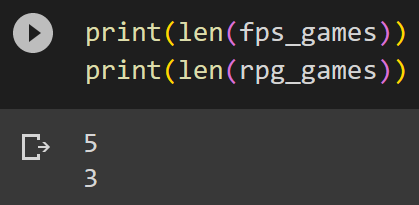 print(len(fps_games))
print(len(rpg_games))
5
3